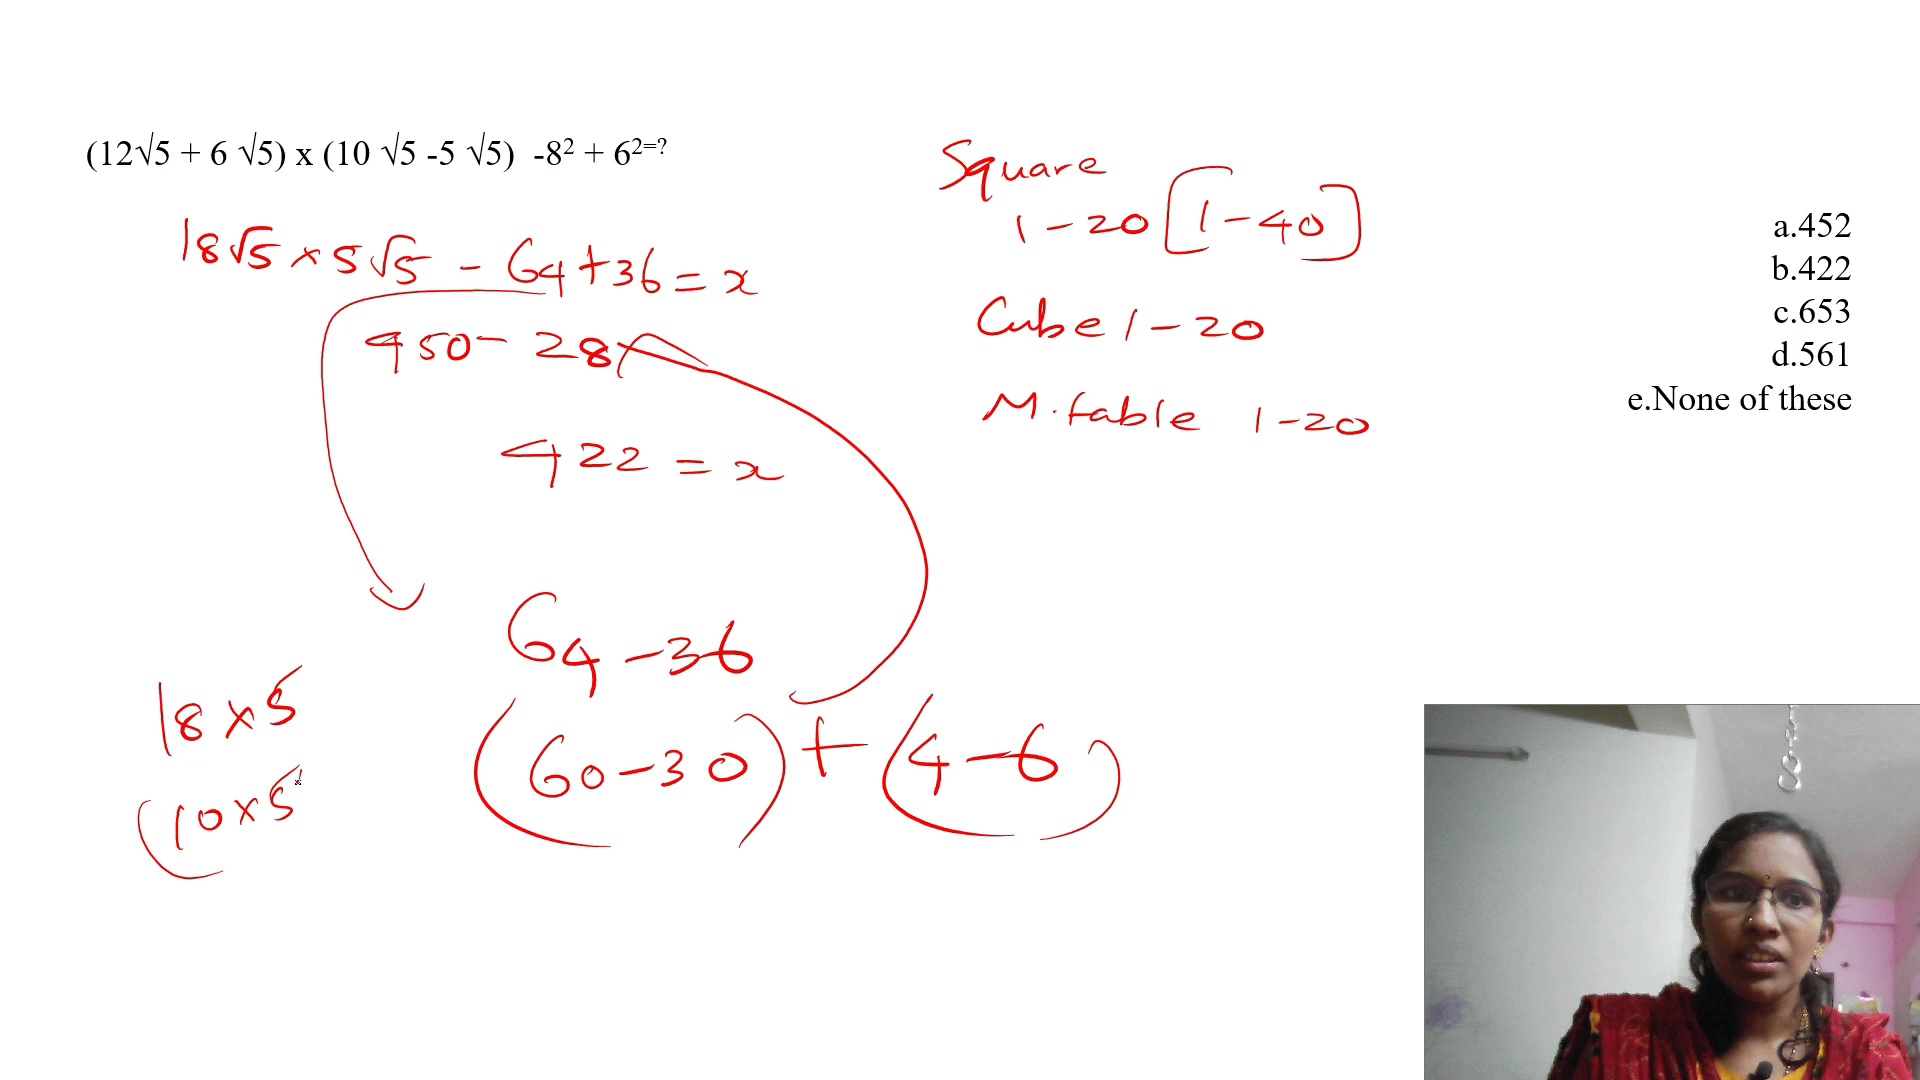 (12√5 + 6 √5) x (10 √5 -5 √5)  -8² + 6²⁼?
18√5 × 5√5 - 64+36 = x
450 - 28
422 = x
64 - 36
(60 - 30) + (4 - 6)
18 × 5
(10 × 5
Square
1 - 20 [1 - 40]
Cube 1 - 20
M. table 1 - 20
a.452
b.422
c.653
d.561
e.None of these